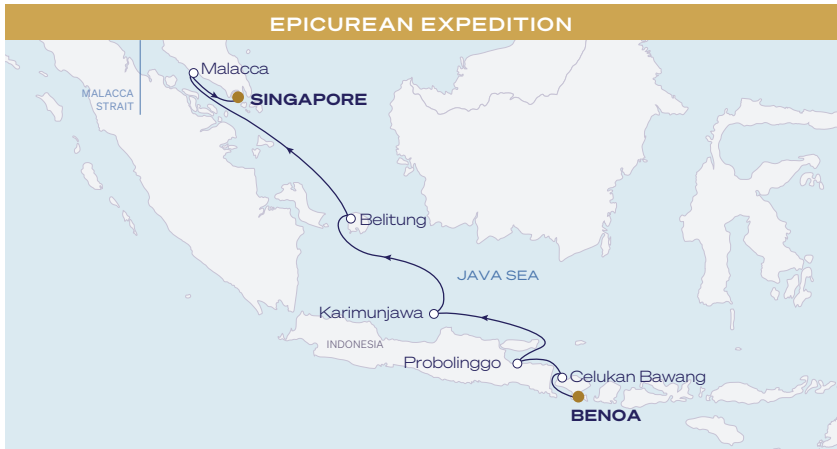 EPICUREAN EXPEDITION
Malacca
MALACCA
STRAIT
SINGAPORE
Belitung
JAVA SEA
Karimunjawa
INDONESIA
Probolinggo
Celukan Bawang
BENOA